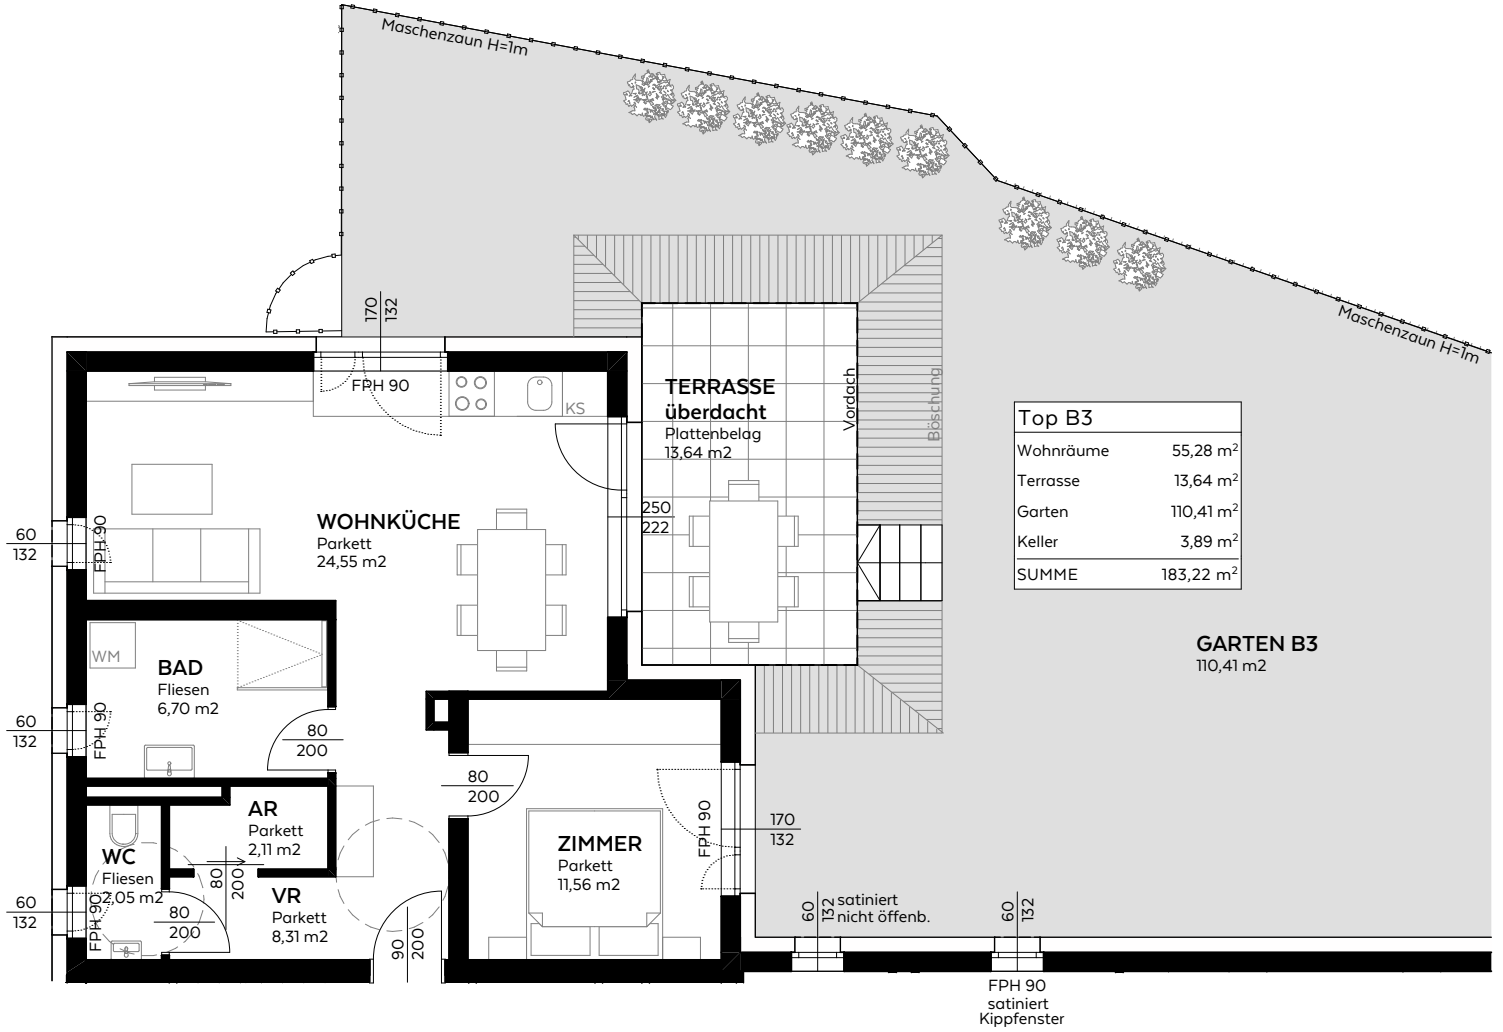 Maschenzaun H=1m
Maschenzaun H=1m
170
132
FPH 90
KS
TERRASSE
überdacht
Plattenbelag
13,64 m2
Vordach
Böschung
Top B3
Wohnräume 55,28 m²
Terrasse 13,64 m²
Garten 110,41 m²
Keller 3,89 m²
SUMME 183,22 m²
60
132
FPH 90
WOHNKÜCHE
Parkett
24,55 m2
250
222
GARTEN B3
110,41 m2
WM
BAD
Fliesen
6,70 m2
60
132
FPH 90
80
200
80
200
AR
Parkett
2,11 m2
ZIMMER
Parkett
11,56 m2
FPH 90
170
132
WC
Fliesen
2,05 m2
80
200
VR
Parkett
8,31 m2
60
132
FPH 90
80
200
90
200
60
132
satiniert
nicht öffenb.
60
132
FPH 90
satiniert
Kippfenster